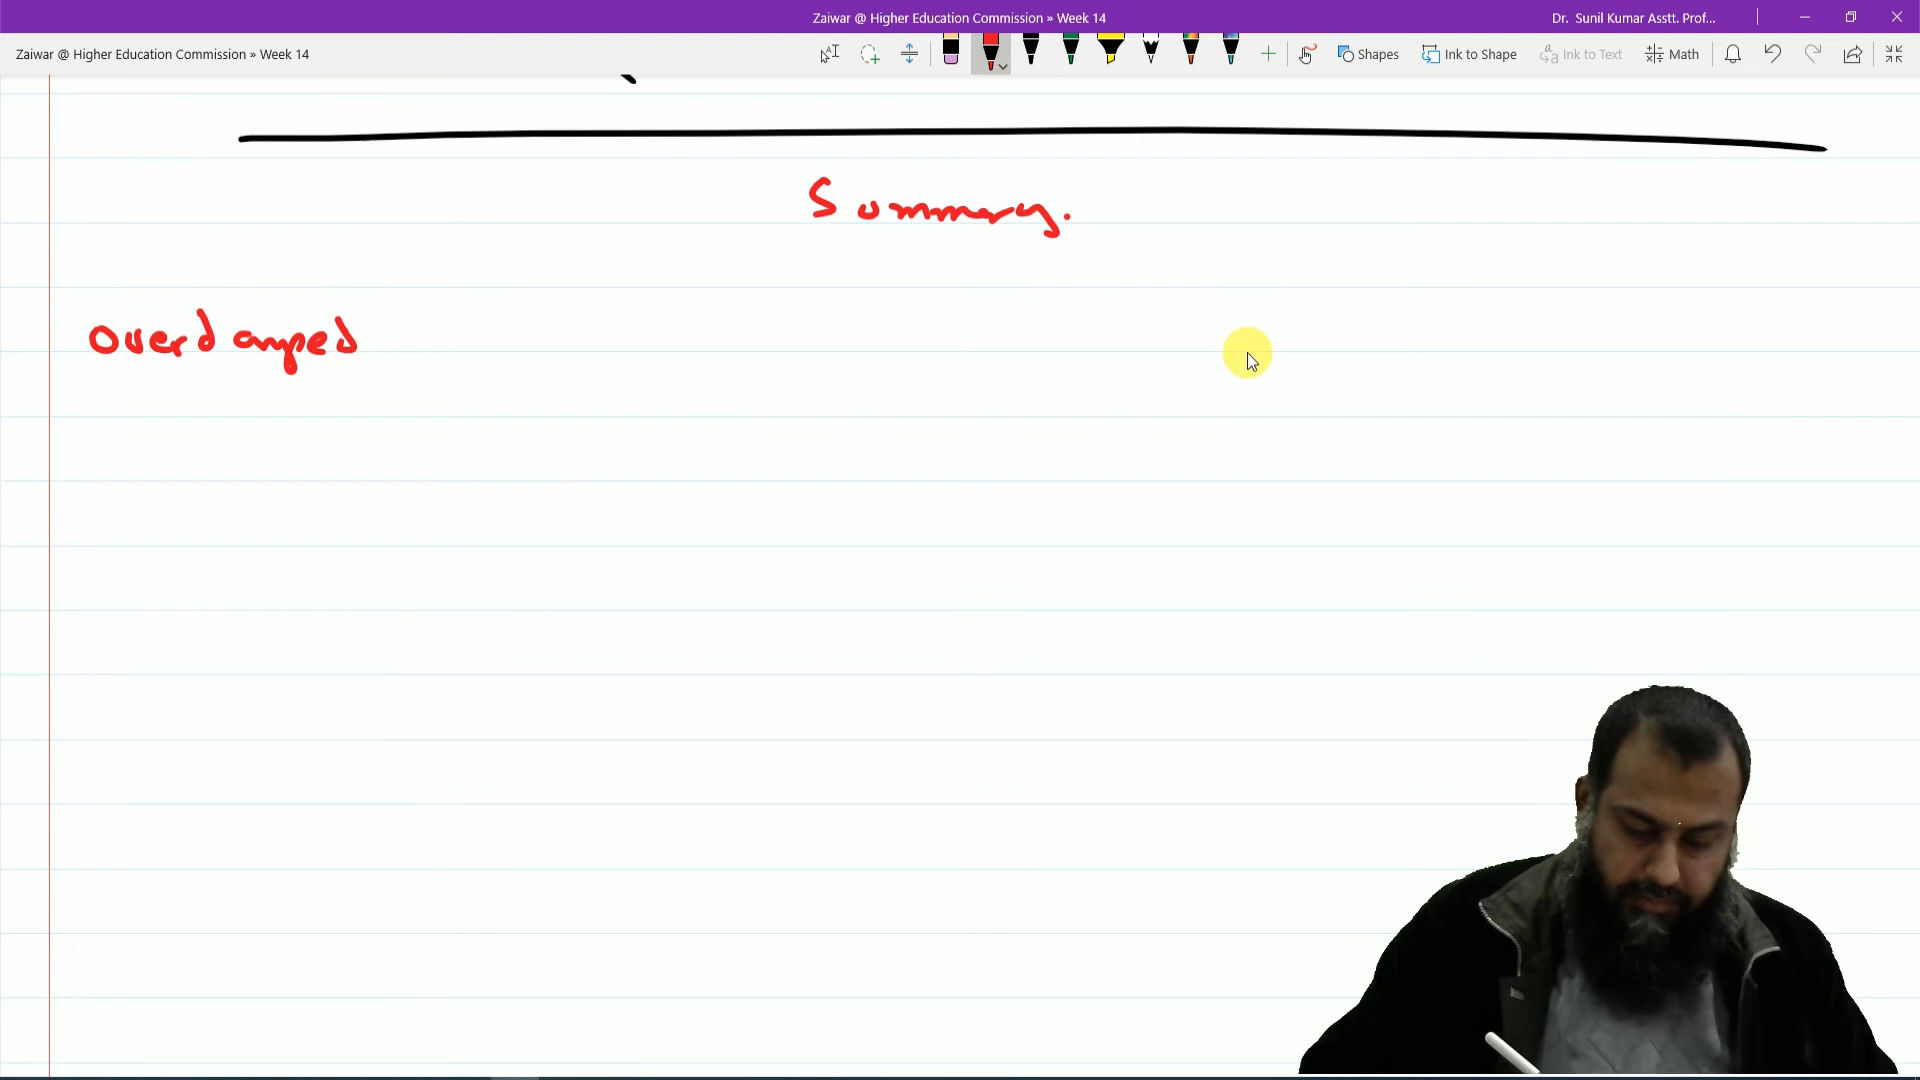 Zaiwar @ Higher Education Commission » Week 14
Dr. Sunil Kumar Asstt. Prof...
Zaiwar @ Higher Education Commission » Week 14
Shapes
Ink to Shape
Ink to Text
Math
Summary.
Overdamped